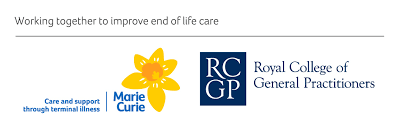 Working together to improve end of life care
Care and support
through terminal illness
Marie
Curie
RC
GP
Royal College of
General Practitioners